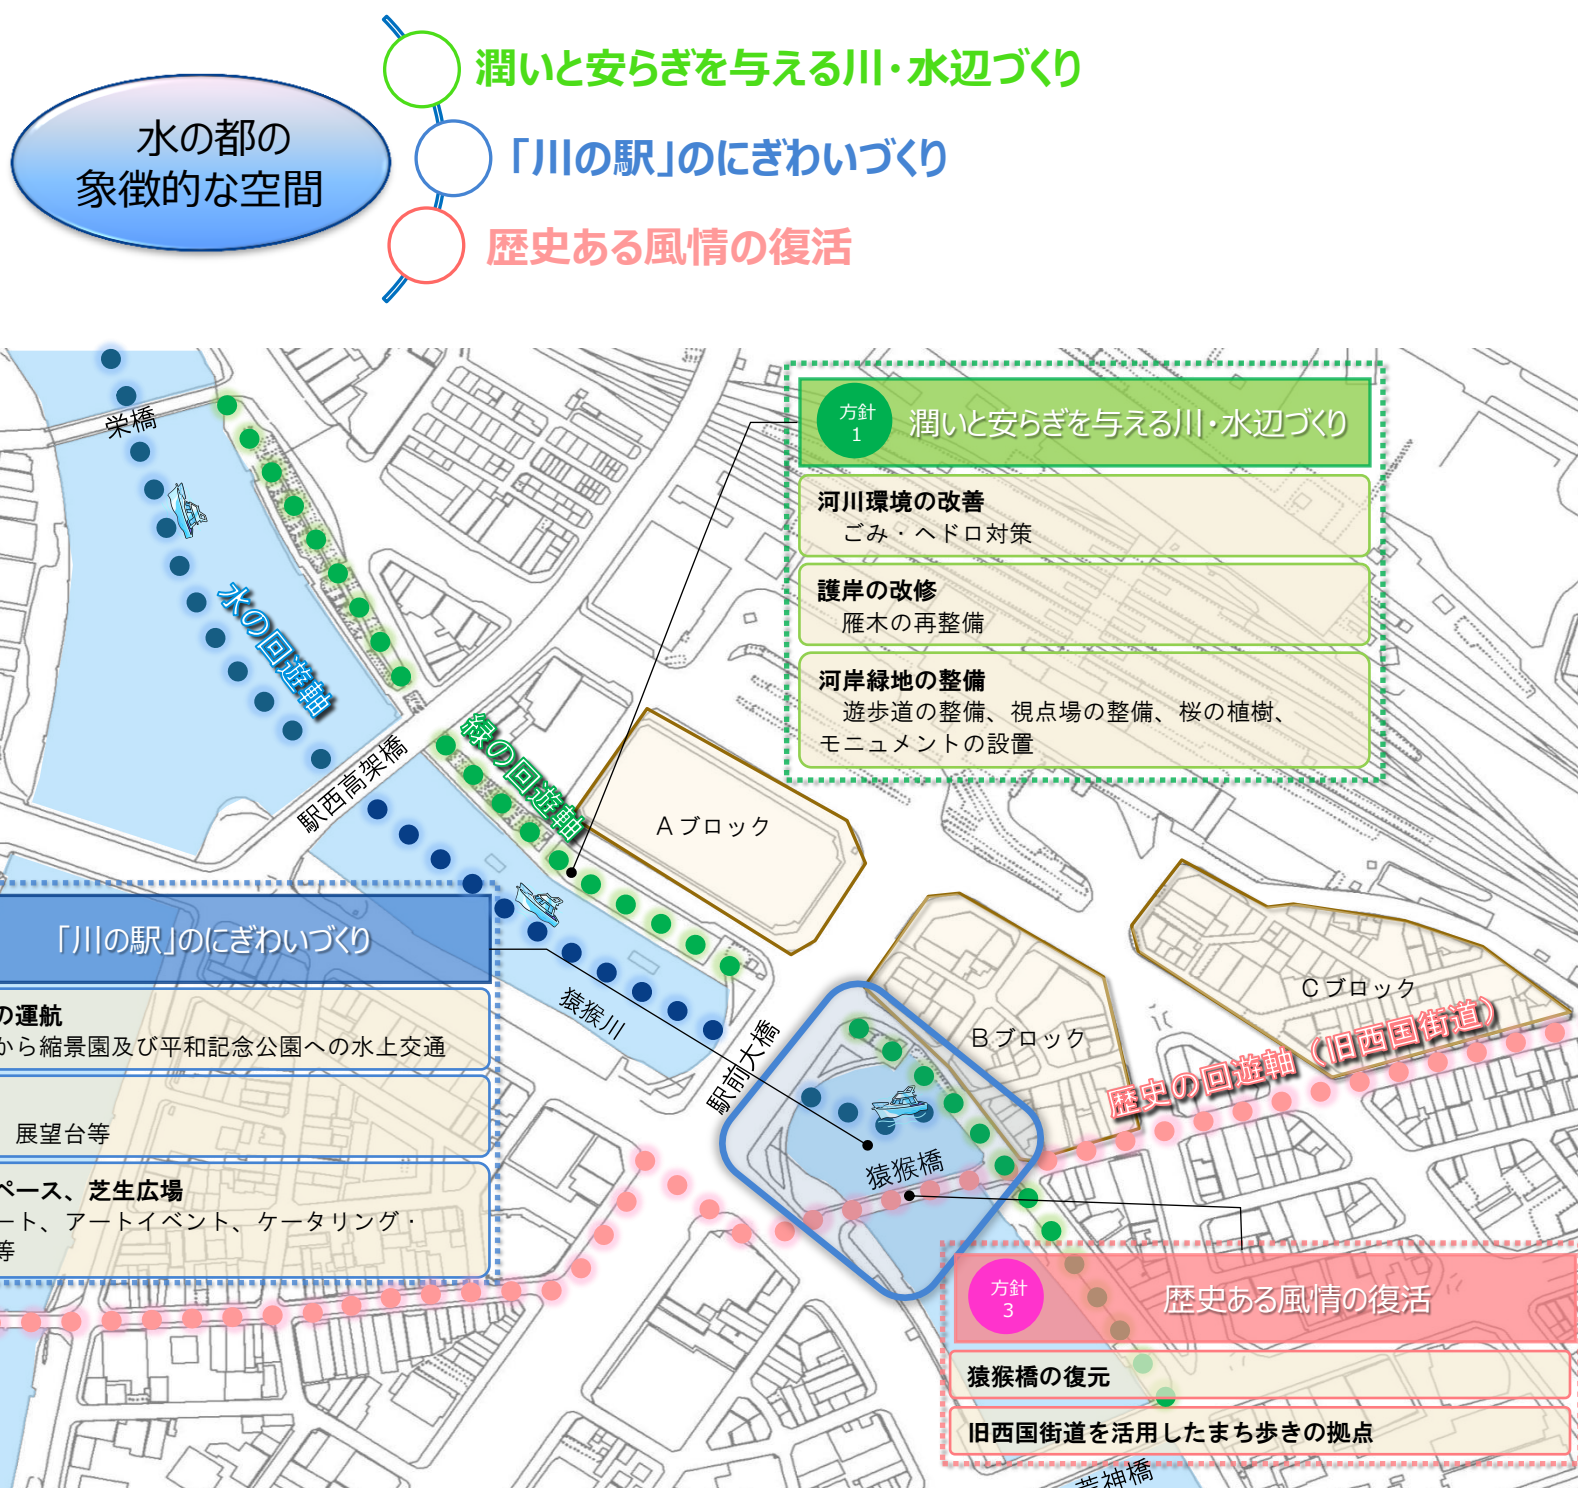 水の都の
象徴的な空間
潤いと安らぎを与える川・水辺づくり
「川の駅」のにぎわいづくり
歴史ある風情の復活
栄橋
水の回遊軸
駅西高架橋
緑の回遊軸
方針
1
潤いと安らぎを与える川・水辺づくり
河川環境の改善
ごみ・ヘドロ対策
護岸の改修
雁木の再整備
河岸緑地の整備
遊歩道の整備、視点場の整備、桜の植樹、
モニュメントの設置
Aブロック
Bブロック
Cブロック
猿猴川
駅前大橋
猿猴橋
歴史の回遊軸（旧西国街道）
「川の駅」のにぎわいづくり
の運航
から縮景園及び平和記念公園への水上交通
展望台等
ペース、芝生広場
ート、アートイベント、ケータリング・
等
方針
3
歴史ある風情の復活
猿猴橋の復元
旧西国街道を活用したまち歩きの拠点
荒神橋